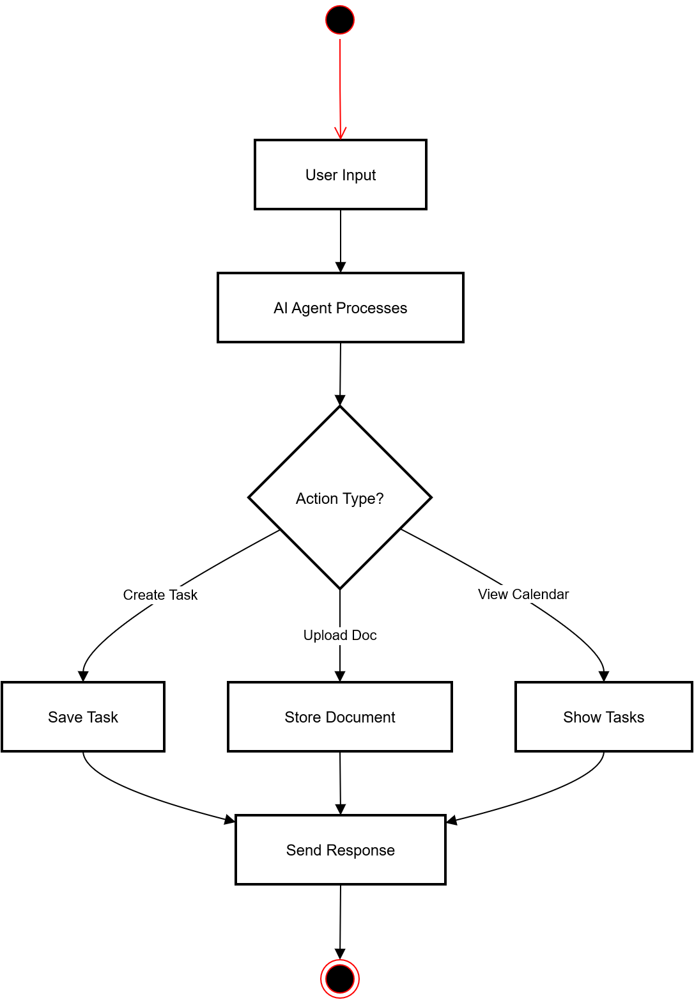 User Input
AI Agent Processes
Action Type?
Create Task
View Calendar
Upload Doc
Save Task
Store Document
Show Tasks
Send Response